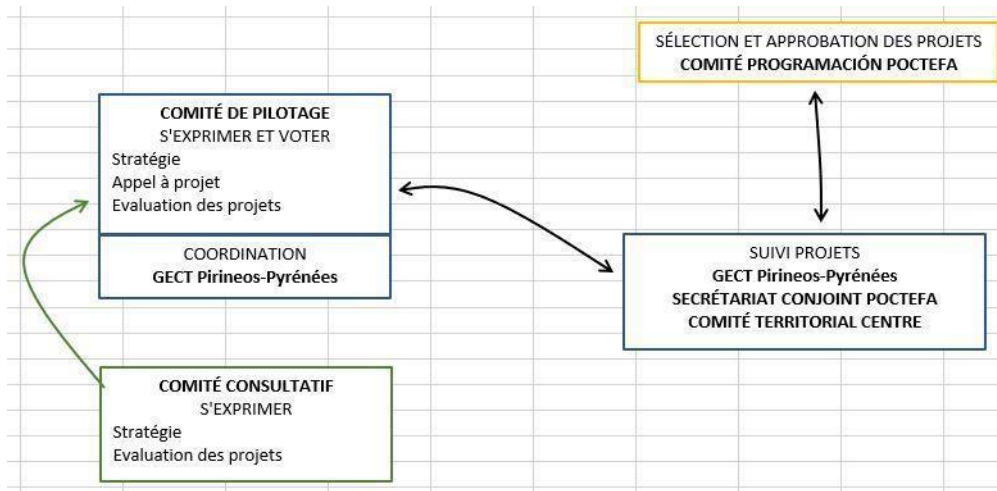 SÉLECTION ET APPROBATION DES PROJETS
COMITÉ PROGRAMACIÓN POCTEFA
COMITÉ DE PILOTAGE
S'EXPRIMER ET VOTER
Stratégie
Appel à projet
Evaluation des projets
COORDINATION
GECT Pirineos-Pyrénées
SUIVI PROJETS
GECT Pirineos-Pyrénées
SECRÉTARIAT CONJOINT POCTEFA
COMITÉ TERRITORIAL CENTRE
COMITÉ CONSULTATIF
S'EXPRIMER
Stratégie
Evaluation des projets